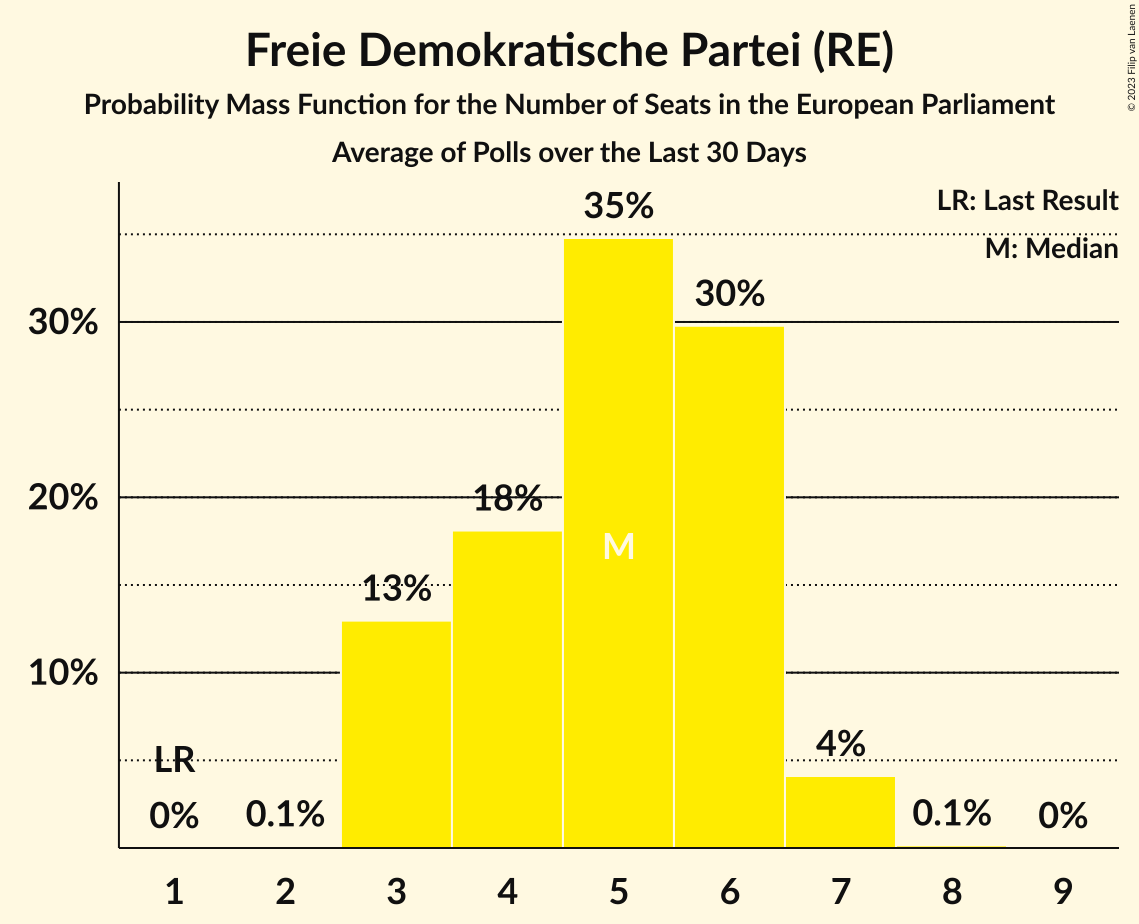 Freie Demokratische Partei (RE)
Probability Mass Function for the Number of Seats in the European Parliament
Average of Polls over the Last 30 Days
© 2023 Filip van Laenen
LR: Last Result
M: Median
35%
30%
30%
20%
18%
M
13%
10%
LR
4%
0%
0.1%
0.1%
0%
1 2 3 4 5 6 7 8 9